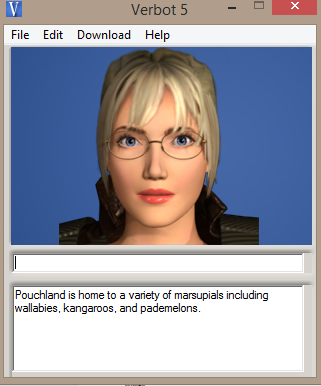 V
Verbot 5
File Edit Download Help
Pouchland is home to a variety of marsupials including
wallabies, kangaroos, and pademelons.